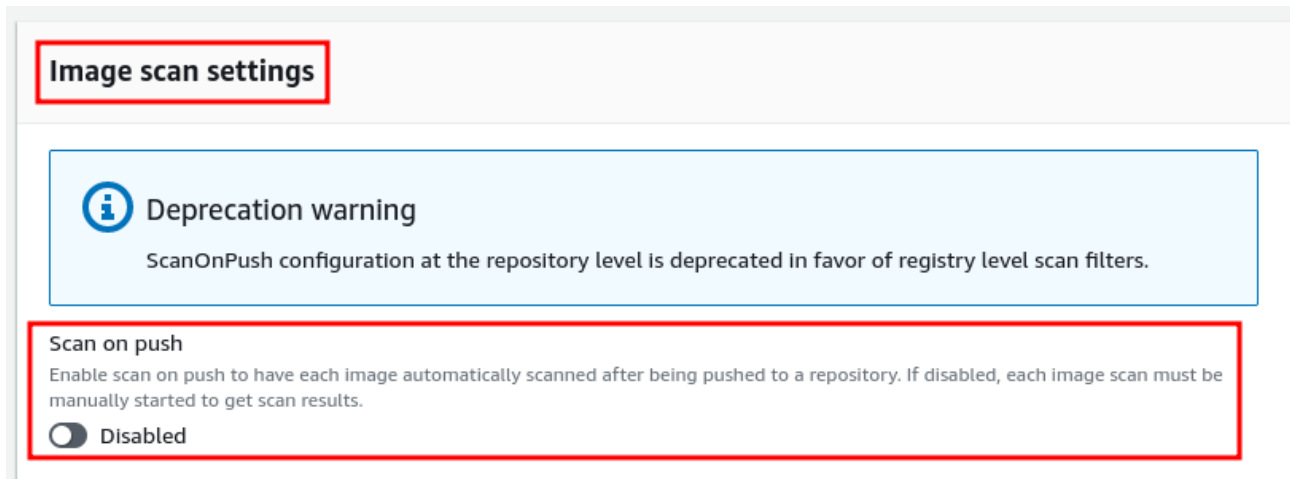 Image scan settings
Deprecation warning
ScanOnPush configuration at the repository level is deprecated in favor of registry level scan filters.
Scan on push
Enable scan on push to have each image automatically scanned after being pushed to a repository. If disabled, each image scan must be
manually started to get scan results.
Disabled